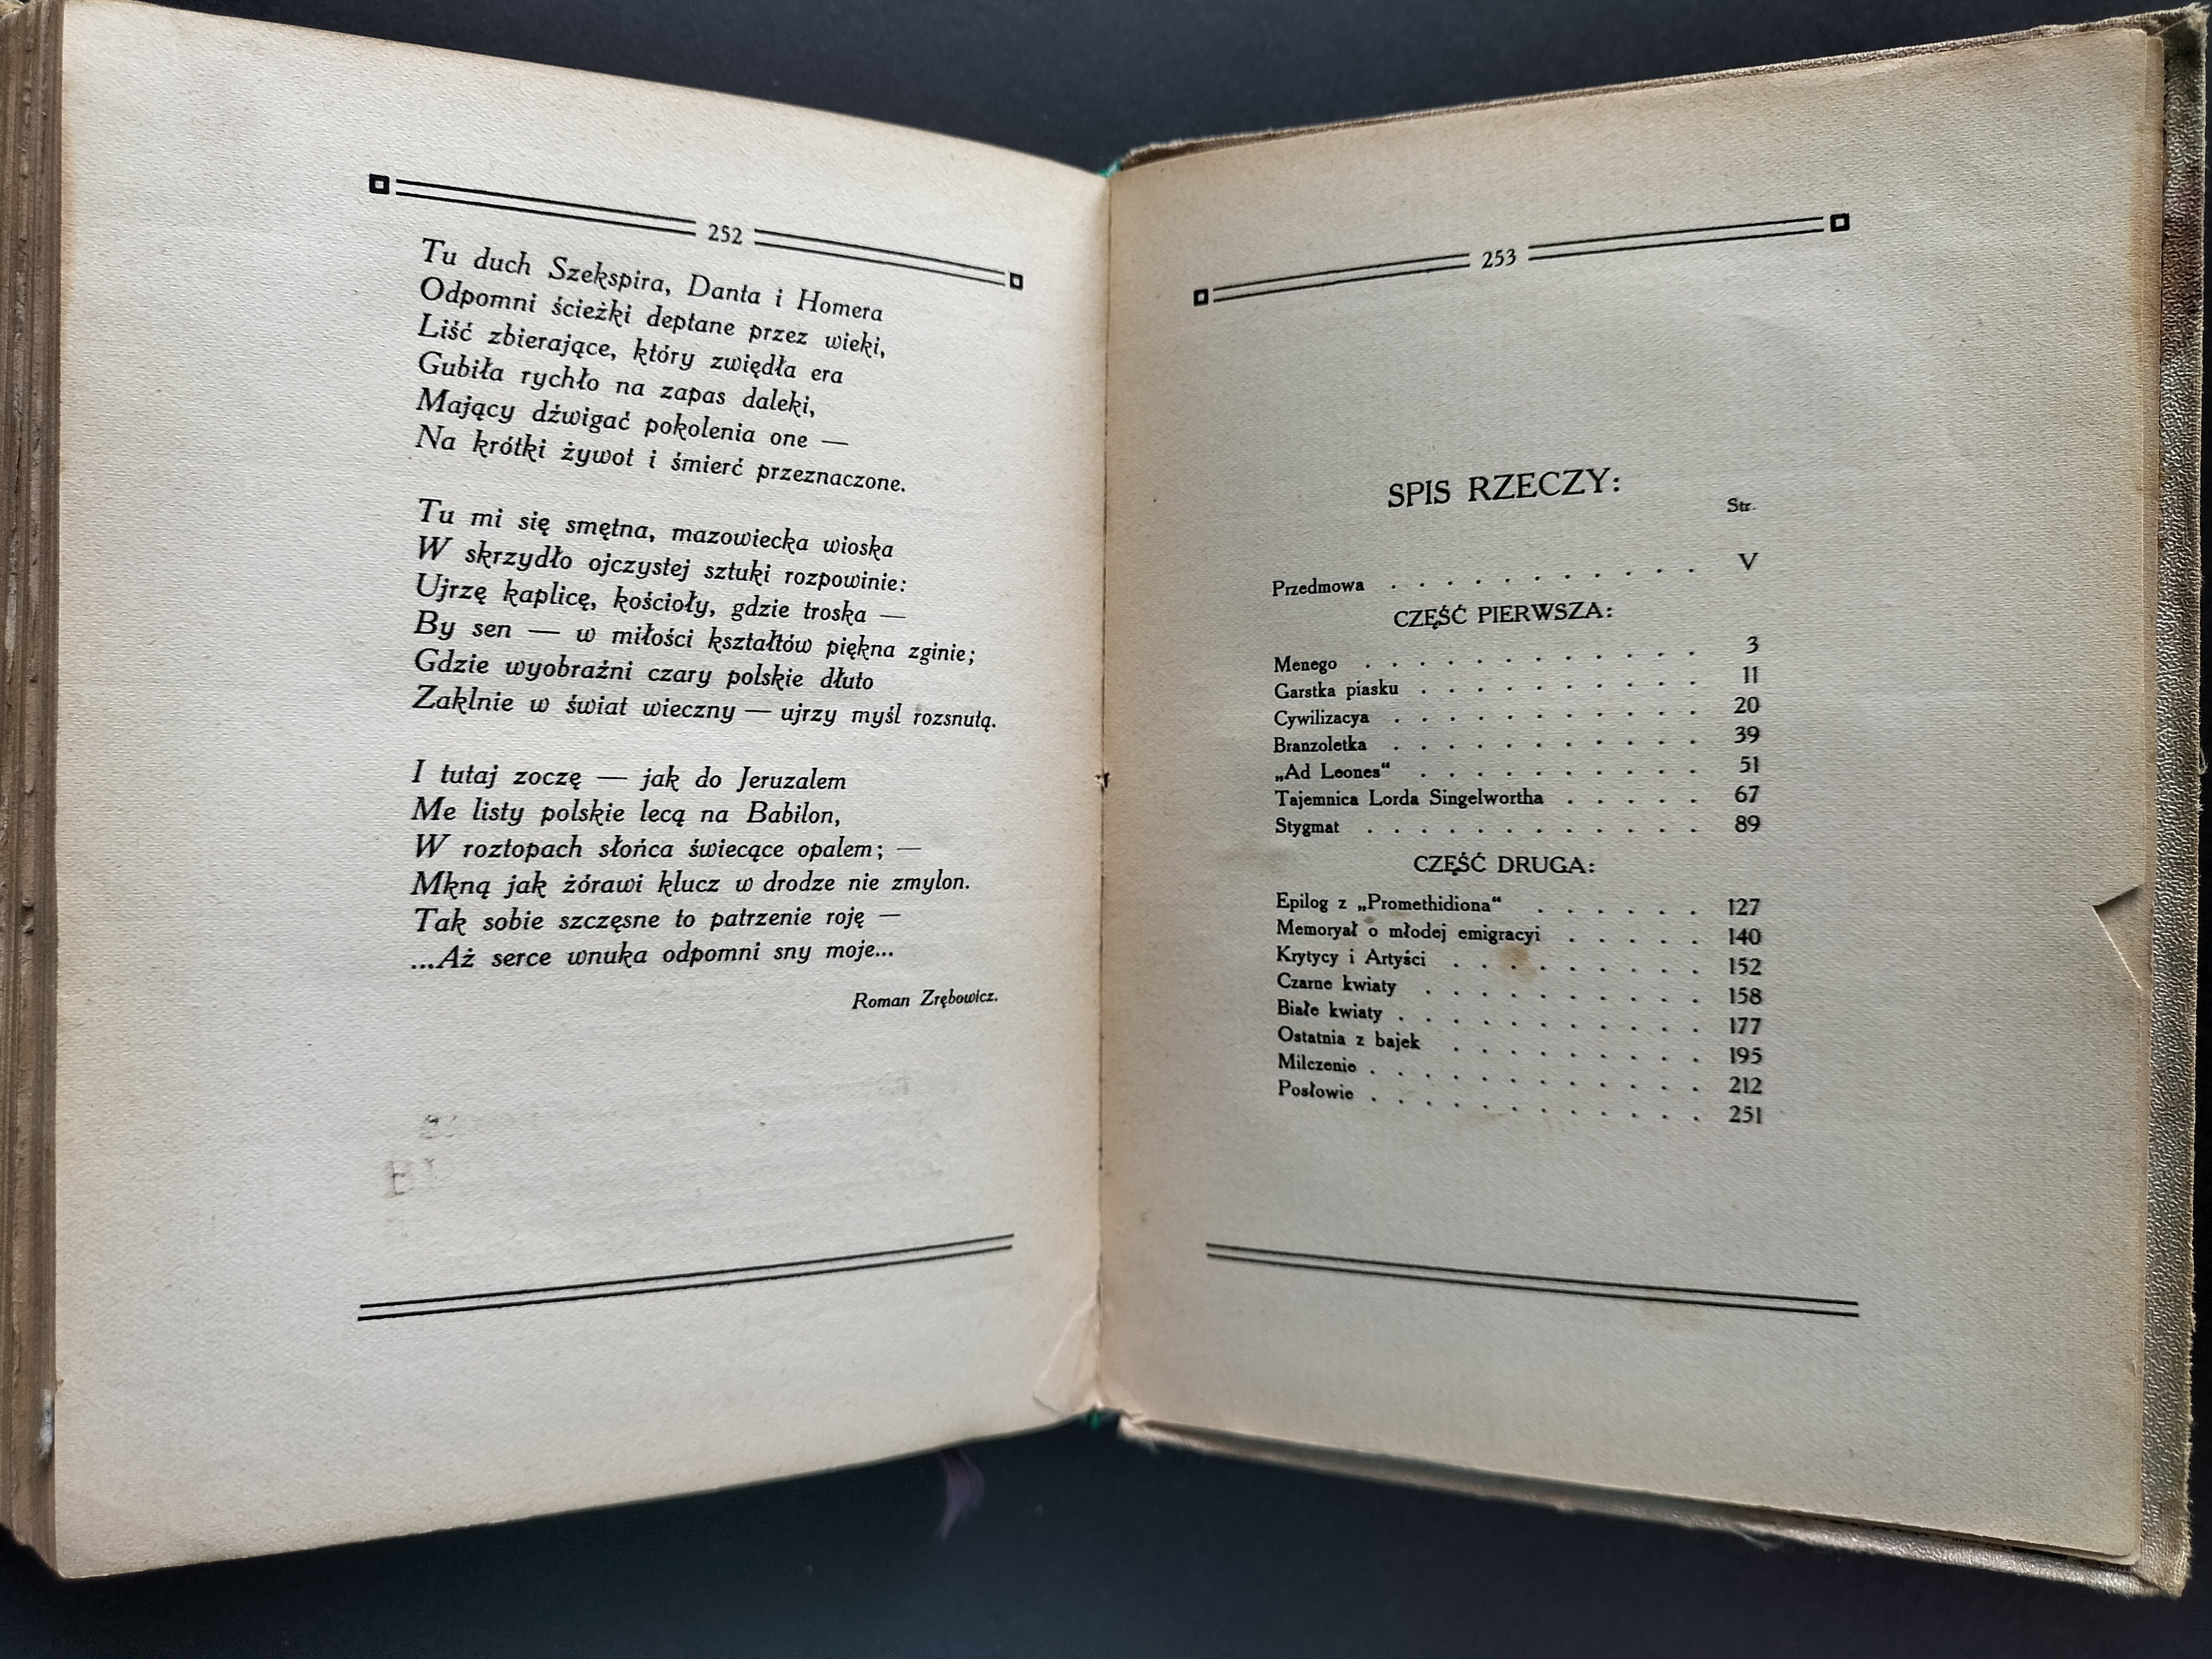 252
Tu duch Szekspira, Danta i Homera
Odpomni ścieżki deptane przez wieki,
Liść zbierające, który zwiędła era
Gubiła rychło na zapas daleki,
Mający dźwigać pokolenia one —
Na krótki żywot i śmierć przeznaczone.
Tu mi się smętna, mazowiecka wioska
W skrzydło ojczystej sztuki rozpowinie:
Ujrzę kaplicę, kościoły, gdzie troska —
By sen — w miłości kształtów piękna zginie;
Gdzie wyobraźni czary polskie dłuto
Zaklnie w świat wieczny — ujrzy myśl rozsnutą.
I tutaj zoczę — jak do Jeruzalem
Me listy polskie lecą na Babilon,
W roztopach słońca świecące opalem; —
Mkną jak żórawi klucz w drodze nie zmylon.
Tak sobie szczęsne to patrzenie roję —
...Aż serce wnuka odpomni sny moje...
Roman Zrębowicz.
253
SPIS RZECZY:
Str.
Przedmowa . . . . . . . . . . . V
CZĘŚĆ PIERWSZA:
Menego . . . . . . . . . . . . 3
Garstka piasku . . . . . . . . . . 11
Cywilizacya . . . . . . . . . . . 20
Branzoletka . . . . . . . . . . . 39
„Ad Leones“ . . . . . . . . . . 51
Tajemnica Lorda Singelwortha . . . . . 67
Stygmat . . . . . . . . . . . . 89
CZĘŚĆ DRUGA:
Epilog z „Promethidiona“ . . . . . . 127
Memoryał o młodej emigracyi . . . . . 140
Krytycy i Artyści . . . . . . . . . 152
Czarne kwiaty . . . . . . . . . . 158
Białe kwiaty . . . . . . . . . . . 177
Ostatnia z bajek . . . . . . . . . 195
Milczenie . . . . . . . . . . . . 212
Posłowie . . . . . . . . . . . . 251